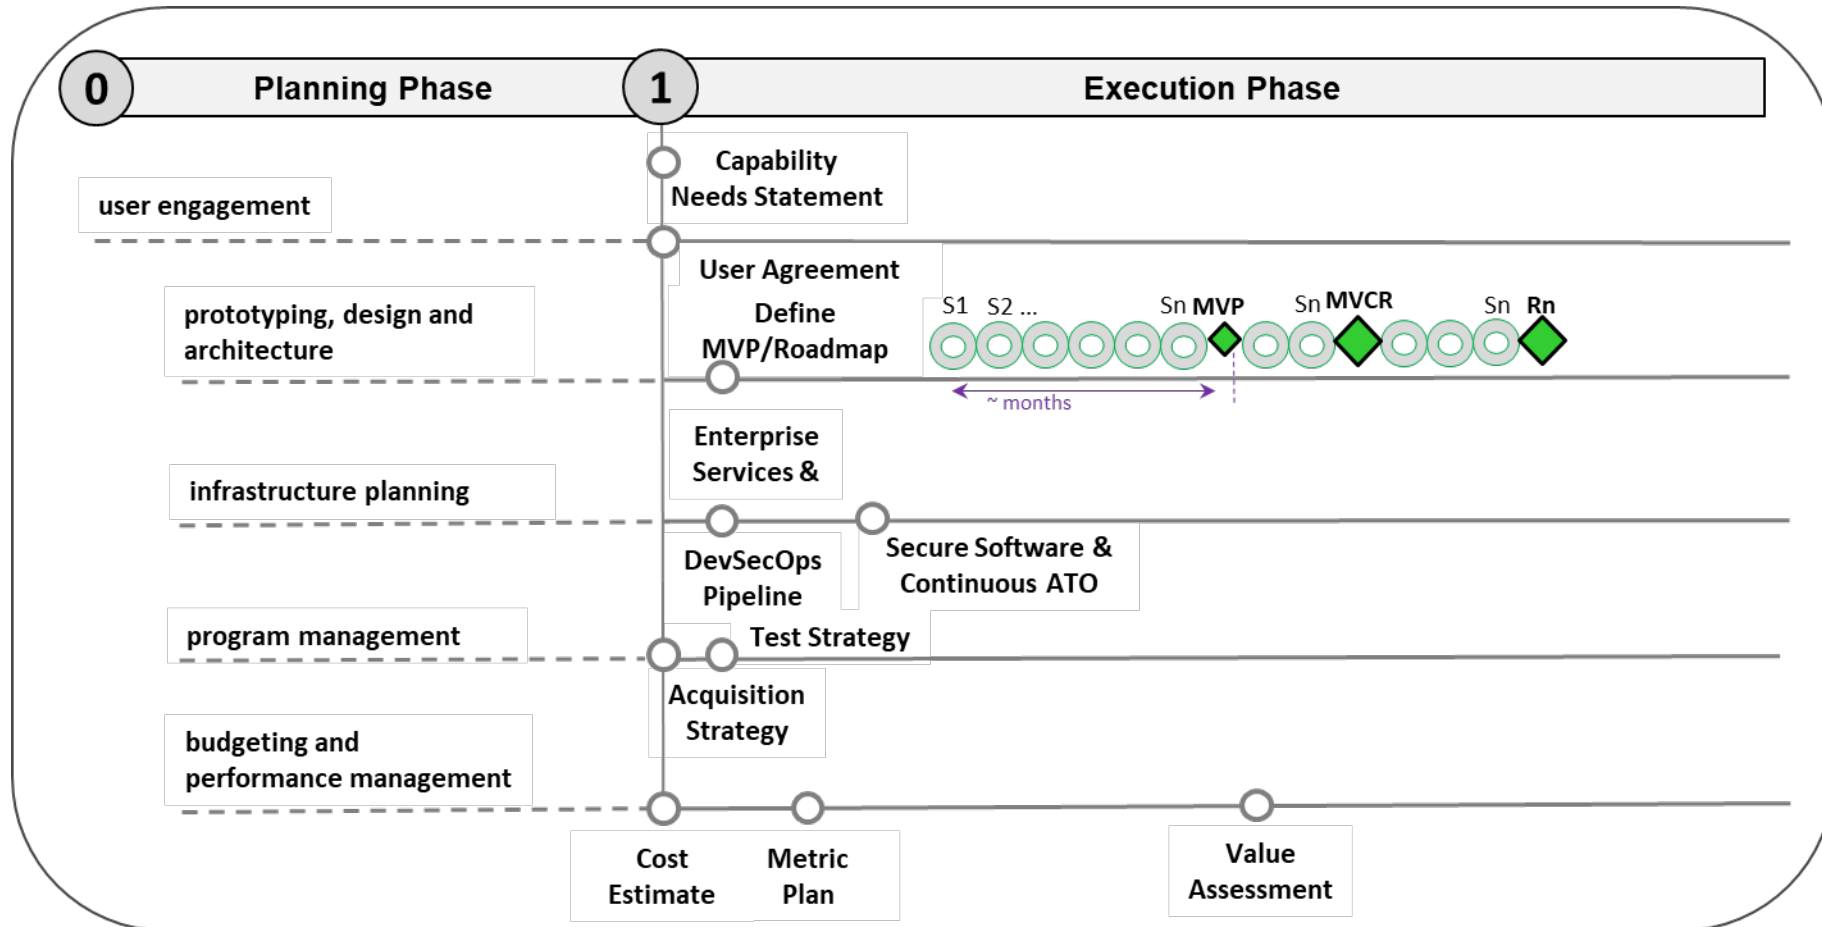 0
Planning Phase
1
Execution Phase
Capability
Needs Statement
user engagement
User Agreement
prototyping, design and
architecture
Define
MVP/Roadmap
S1
S2 ...
Sn
MVP
Sn
MVCR
Sn
Rn
~ months
Enterprise
Services &
infrastructure planning
DevSecOps
Pipeline
Secure Software &
Continuous ATO
program management
Test Strategy
Acquisition
Strategy
budgeting and
performance management
Cost
Estimate
Metric
Plan
Value
Assessment